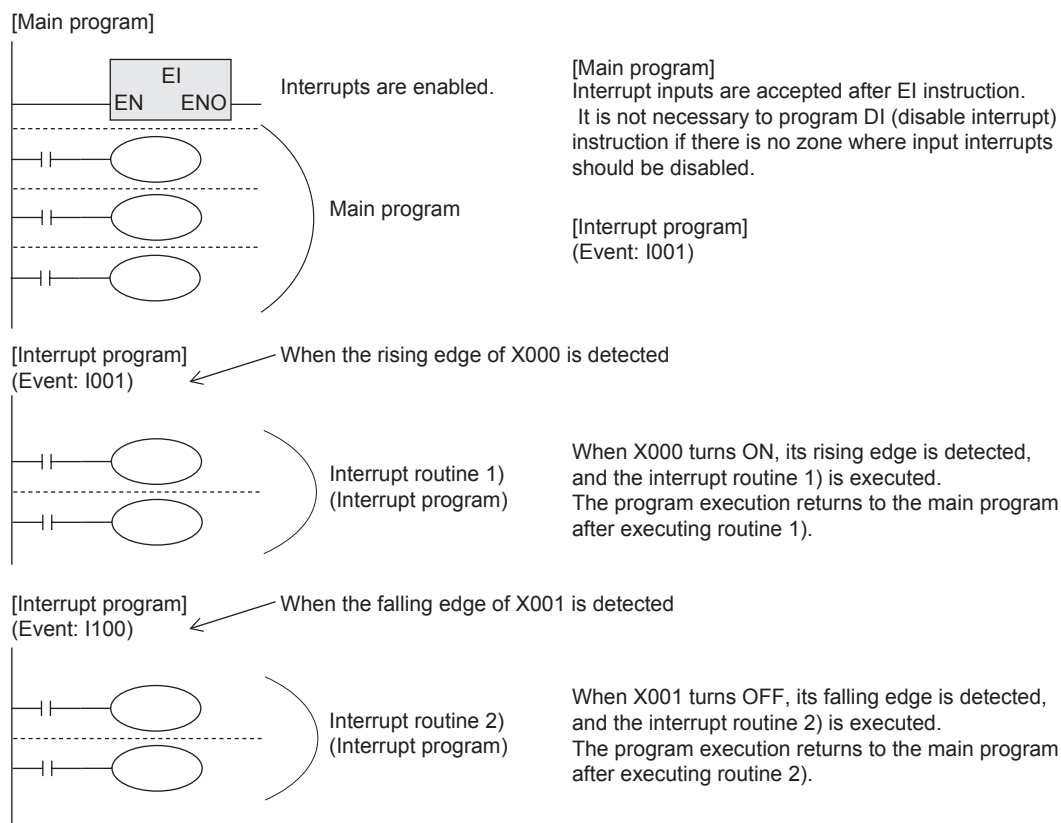 [Main program]
EI
EN ENO
Interrupts are enabled.
Main program
[Main program]
Interrupt inputs are accepted after EI instruction.
It is not necessary to program DI (disable interrupt)
instruction if there is no zone where input interrupts
should be disabled.
[Interrupt program]
(Event: I001)
[Interrupt program]
(Event: I001)
When the rising edge of X000 is detected
Interrupt routine 1)
(Interrupt program)
When X000 turns ON, its rising edge is detected,
and the interrupt routine 1) is executed.
The program execution returns to the main program
after executing routine 1).
[Interrupt program]
(Event: I100)
When the falling edge of X001 is detected
Interrupt routine 2)
(Interrupt program)
When X001 turns OFF, its falling edge is detected,
and the interrupt routine 2) is executed.
The program execution returns to the main program
after executing routine 2).